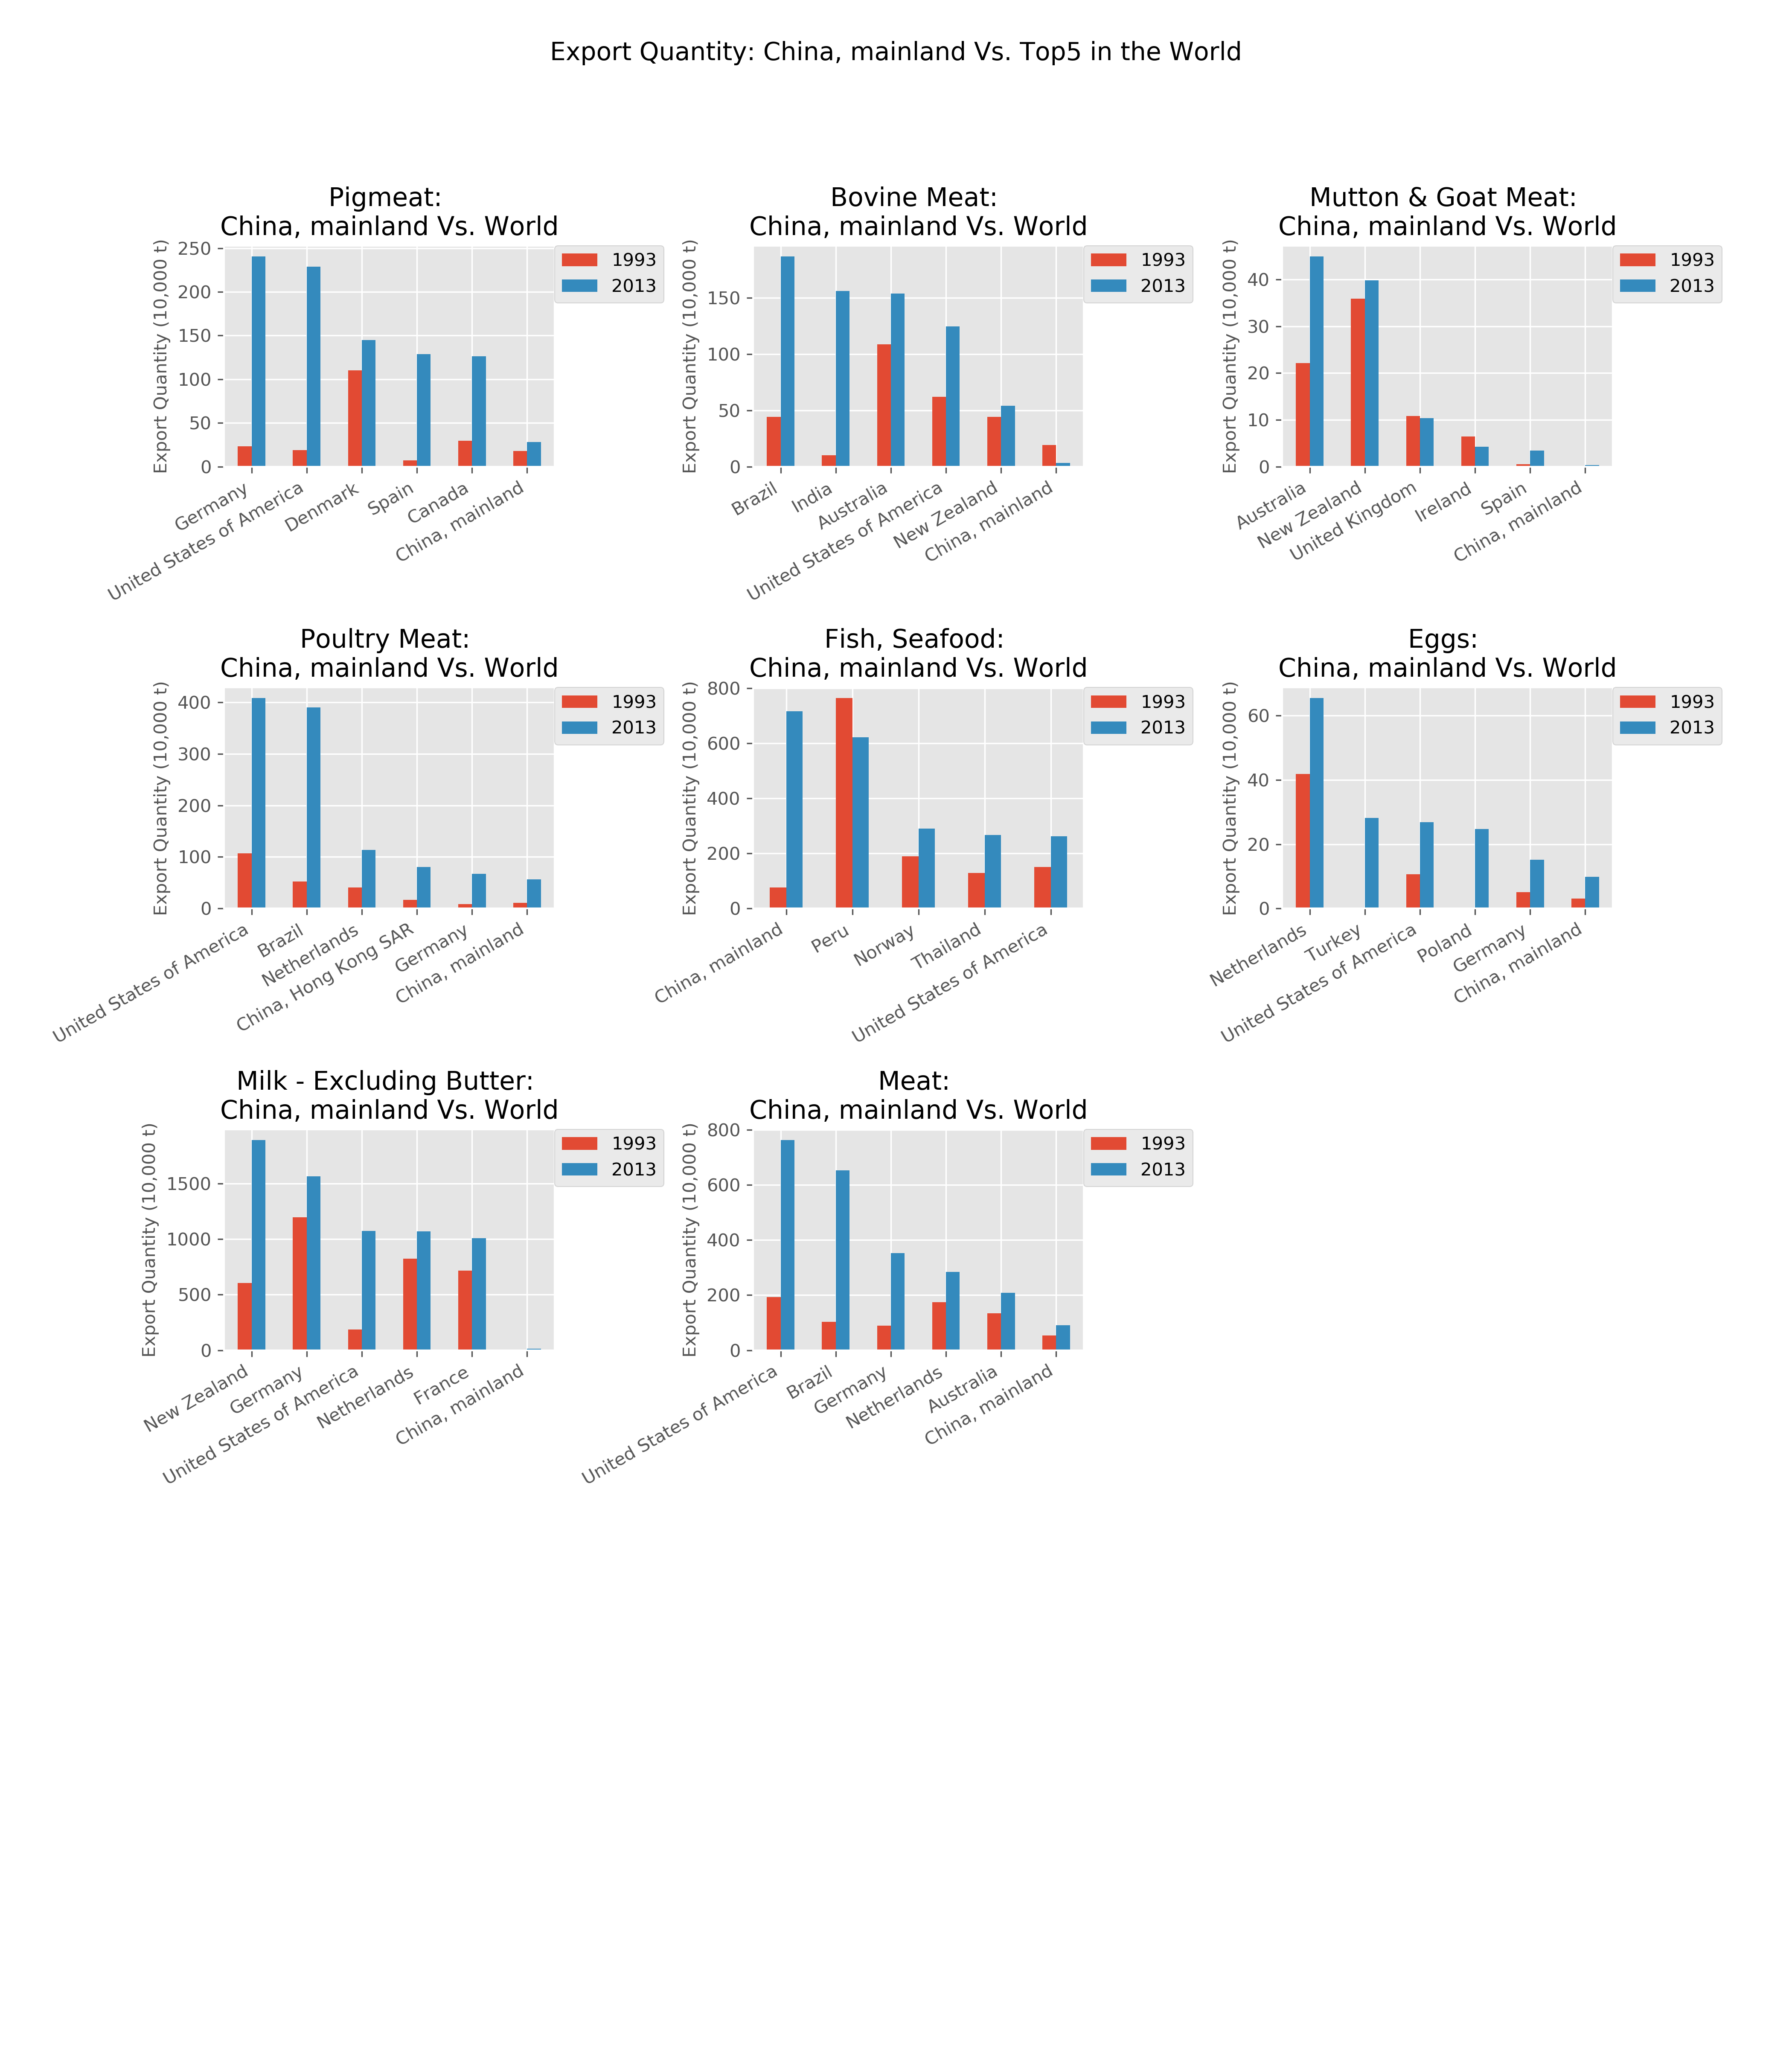 Export Quantity: China, mainland Vs. Top5 in the World
Pigmeat:
China, mainland Vs. World
Export Quantity (10,000 t)
250
200
150
100
50
0
1993
2013
Germany
United States of America
Denmark
Spain
Canada
China, mainland
Bovine Meat:
China, mainland Vs. World
Export Quantity (10,000 t)
150
100
50
0
1993
2013
Brazil
India
Australia
United States of America
New Zealand
China, mainland
Mutton & Goat Meat:
China, mainland Vs. World
Export Quantity (10,000 t)
40
30
20
10
0
1993
2013
Australia
New Zealand
United Kingdom
Ireland
Spain
China, mainland
Poultry Meat:
China, mainland Vs. World
Export Quantity (10,000 t)
400
300
200
100
0
1993
2013
United States of America
Brazil
Netherlands
China, Hong Kong SAR
Germany
China, mainland
Fish, Seafood:
China, mainland Vs. World
Export Quantity (10,000 t)
800
600
400
200
0
1993
2013
China, mainland
Peru
Norway
Thailand
United States of America
Eggs:
China, mainland Vs. World
Export Quantity (10,000 t)
60
40
20
0
1993
2013
Netherlands
Turkey
United States of America
Poland
Germany
China, mainland
Milk - Excluding Butter:
China, mainland Vs. World
Export Quantity (10,000 t)
1500
1000
500
0
1993
2013
New Zealand
Germany
United States of America
Netherlands
France
China, mainland
Meat:
China, mainland Vs. World
Export Quantity (10,000 t)
800
600
400
200
0
1993
2013
United States of America
Brazil
Germany
Netherlands
Australia
China, mainland